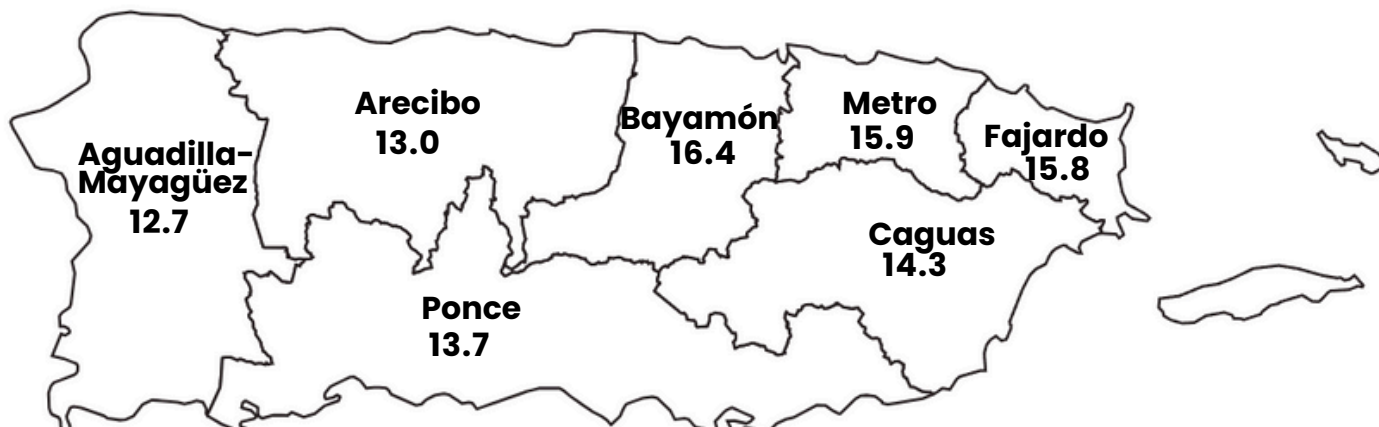 Arecibo
13.0
Bayamón
16.4
Metro
15.9
Fajardo
15.8
Aguadilla-
Mayagüez
12.7
Caguas
14.3
Ponce
13.7